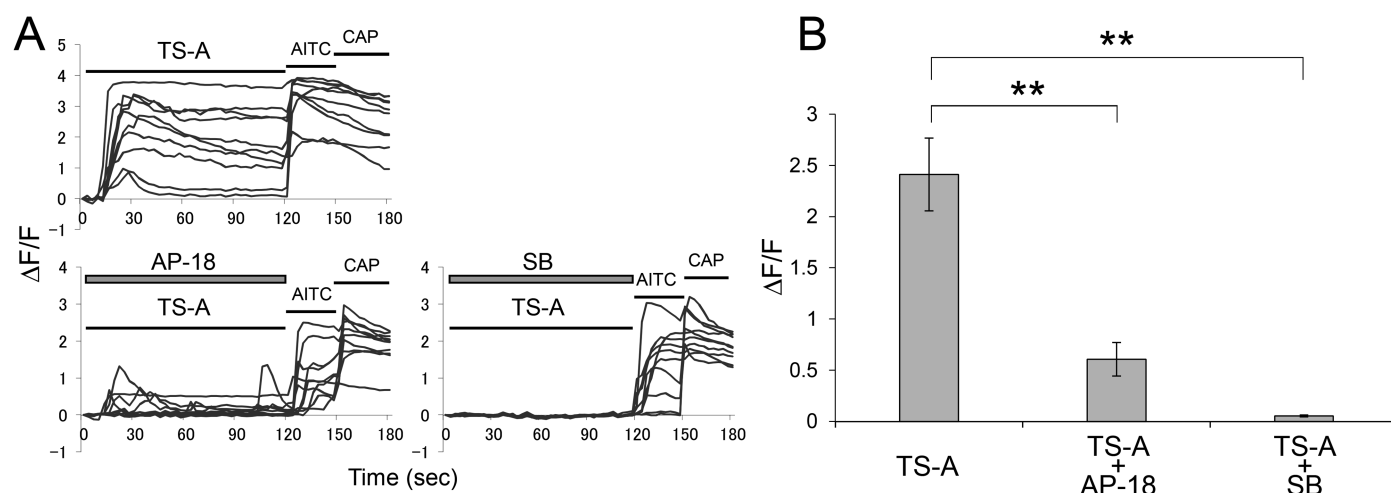 A
B
CAP
TS-A
AITC
5
4
3
2
1
0
−1
0 30 60 90 120 150 180
ΔF/F
AP-18
CAP
AITC
TS-A
4
3
2
1
0
−1
0 30 60 90 120 150 180
SB
CAP
AITC
TS-A
4
3
2
1
0
−1
0 30 60 90 120 150 180
Time (sec)
**
**
3
2.5
2
1.5
1
0.5
0
ΔF/F
TS-A
TS-A
+
AP-18
TS-A
+
SB